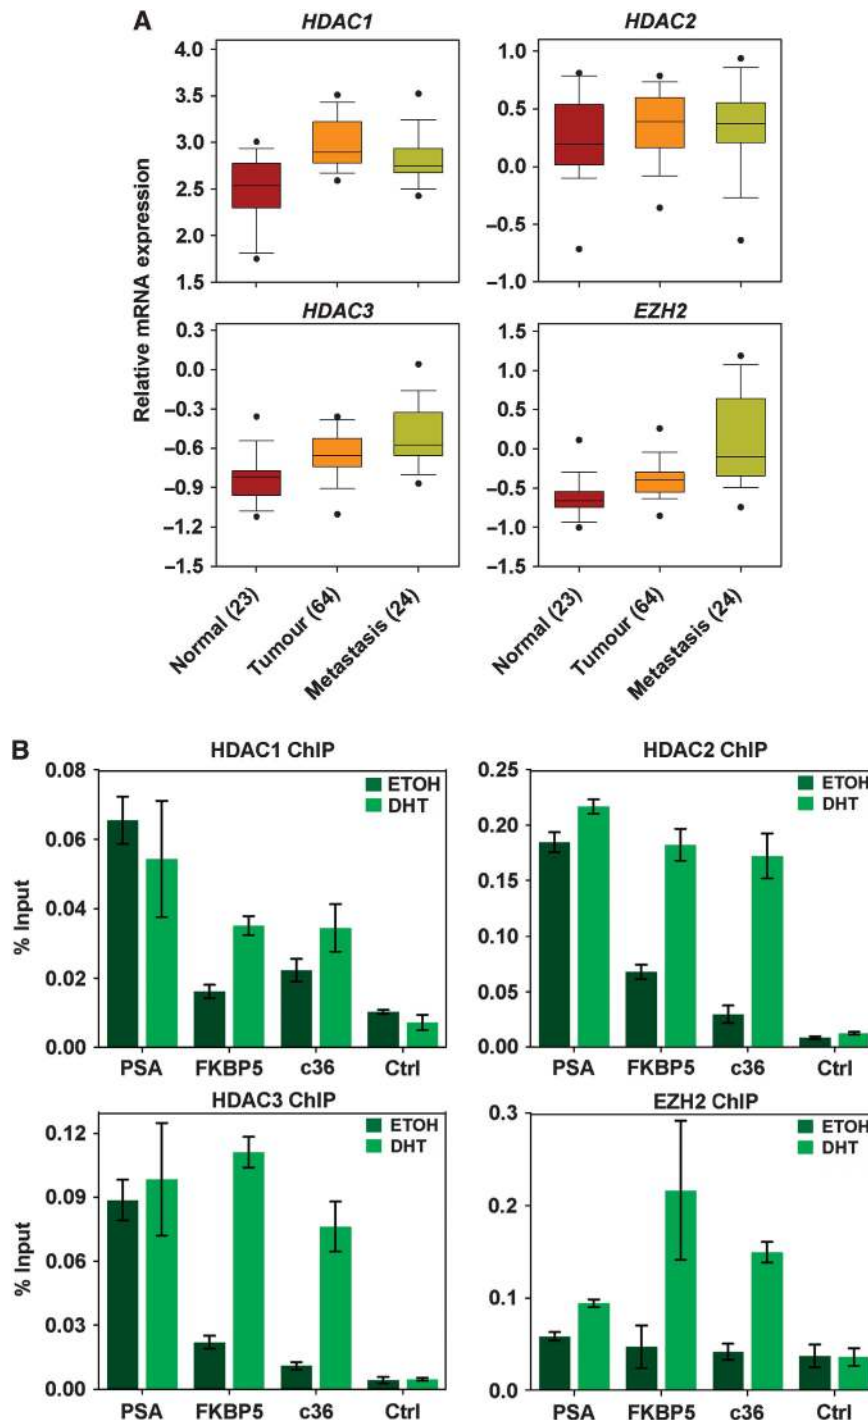 A
HDAC1
HDAC2
Relative mRNA expression
4.0
3.5
3.0
2.5
2.0
1.5
1.0
0.5
0.0
−0.5
−1.0
HDAC3
EZH2
0.3
0.0
−0.3
−0.6
−0.9
−1.2
−1.5
1.5
1.0
0.5
0.0
−0.5
−1.0
−1.5
Normal (23)
Tumour (64)
Metastasis (24)
Normal (23)
Tumour (64)
Metastasis (24)
B
HDAC1 ChIP
% Input
0.08
0.06
0.04
0.02
0.00
ETOH
DHT
PSA FKBP5 c36 Ctrl
HDAC2 ChIP
0.25
0.20
0.15
0.10
0.05
0.00
ETOH
DHT
PSA FKBP5 c36 Ctrl
HDAC3 ChIP
% Input
0.12
0.09
0.06
0.03
0.00
ETOH
DHT
PSA FKBP5 c36 Ctrl
EZH2 ChIP
0.3
0.2
0.1
0.0
ETOH
DHT
PSA FKBP5 c36 Ctrl